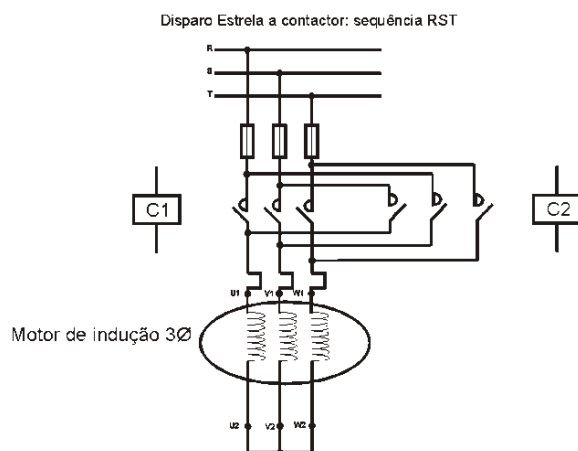 Disparo Estrela a contactor: sequência RST
R
S
T
C1
C2
U1 V1 W1
Motor de indução 3Ø
U2 V2 W2